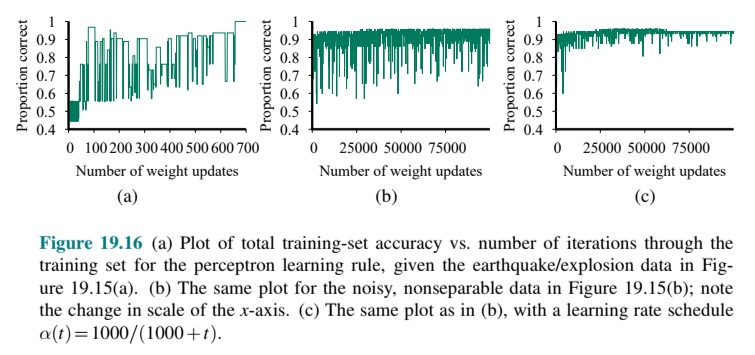 Proportion correct
1
0.9
0.8
0.7
0.6
0.5
0.4
0 100 200 300 400 500 600 700
Number of weight updates
(a)
Proportion correct
1
0.9
0.8
0.7
0.6
0.5
0.4
0 25000 50000 75000
Number of weight updates
(b)
Proportion correct
1
0.9
0.8
0.7
0.6
0.5
0.4
0 25000 50000 75000
Number of weight updates
(c)
Figure 19.16 (a) Plot of total training-set accuracy vs. number of iterations through the
training set for the perceptron learning rule, given the earthquake/explosion data in Fig-
ure 19.15(a). (b) The same plot for the noisy, nonseparable data in Figure 19.15(b); note
the change in scale of the x-axis. (c) The same plot as in (b), with a learning rate schedule
α(t)=1000/(1000+t).